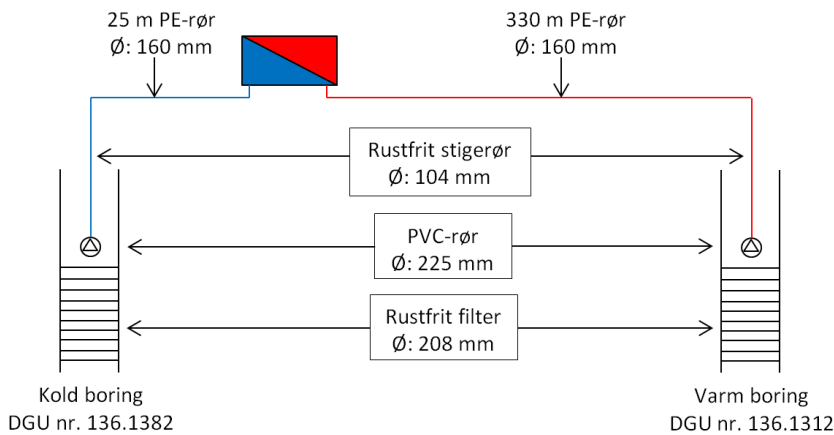 25 m PE-rør
Ø: 160 mm
330 m PE-rør
Ø: 160 mm
Rustfrit stigerør
Ø: 104 mm
PVC-rør
Ø: 225 mm
Rustfrit filter
Ø: 208 mm
Kold boring
DGU nr. 136.1382
Varm boring
DGU nr. 136.1312